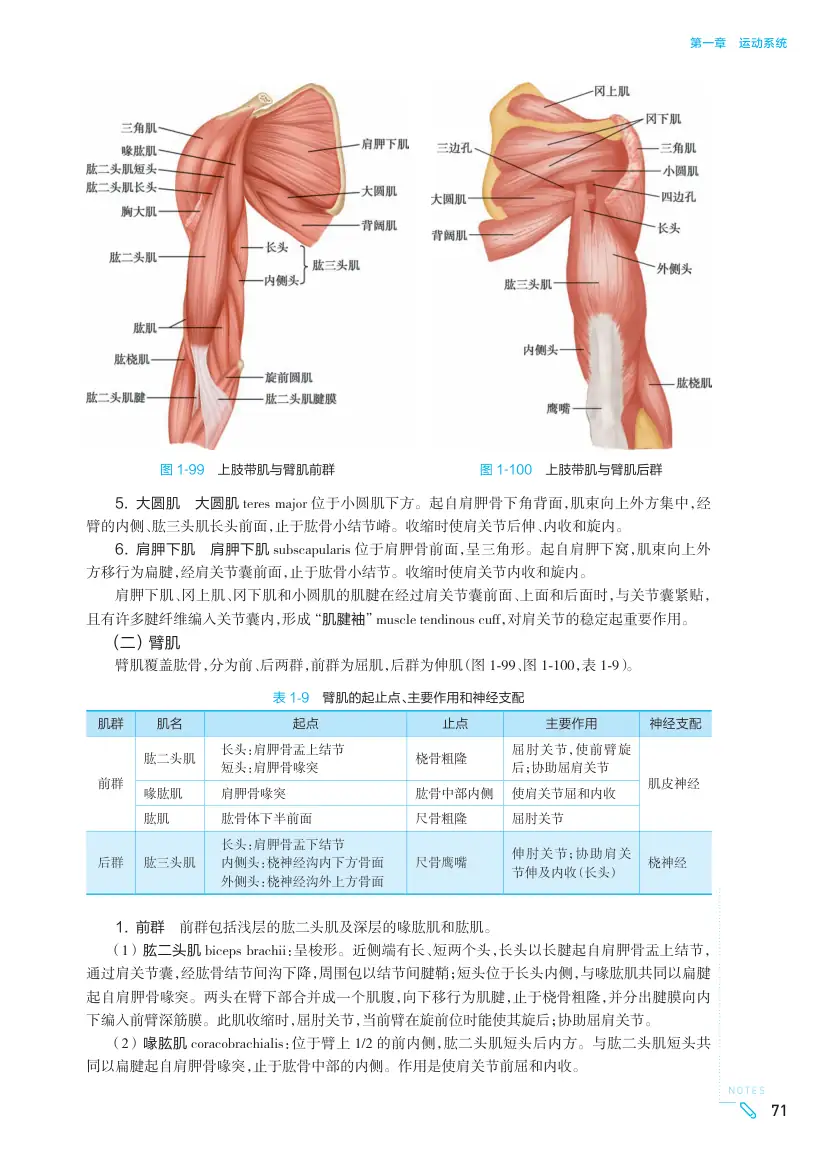 第一章 运动系统
三角肌
喙肱肌
肱二头肌短头
肱二头肌长头
胸大肌
肱二头肌
肱肌
肱桡肌
肱二头肌腱
肩胛下肌
大圆肌
背阔肌
长头
肱三头肌
内侧头
旋前圆肌
肱二头肌腱膜
图 1-99 上肢带肌与臂肌前群
冈上肌
冈下肌
三边孔
三角肌
小圆肌
大圆肌
四边孔
背阔肌
长头
外侧头
肱三头肌
内侧头
肱桡肌
鹰嘴
图 1-100 上肢带肌与臂肌后群
5. 大圆肌 大圆肌 teres major 位于小圆肌下方。起自肩胛骨下角背面,肌束向上外方集中,经
臂的内侧、肱三头肌长头前面,止于肱骨小结节嵴。收缩时使肩关节后伸、内收和旋内。
6. 肩胛下肌 肩胛下肌 subscapularis 位于肩胛骨前面,呈三角形。起自肩胛下窝,肌束向上外
方移行为扁腱,经肩关节囊前面,止于肱骨小结节。收缩时使肩关节内收和旋内。
肩胛下肌、冈上肌、冈下肌和小圆肌的肌腱在经过肩关节囊前面、上面和后面时,与关节囊紧贴,
且有许多腱纤维编入关节囊内,形成“肌腱袖”muscle tendinous cuff,对肩关节的稳定起重要作用。
(二)臂肌
臂肌覆盖肱骨,分为前、后两群,前群为屈肌,后群为伸肌(图 1-99、图 1-100,表 1-9)。
表 1-9 臂肌的起止点、主要作用和神经支配
肌群 肌名 起点 止点 主要作用 神经支配
前群 肱二头肌 长头:肩胛骨盂上结节 桡骨粗隆 屈肘关节,使前臂旋 肌皮神经
短头:肩胛骨喙突 后;协助屈肩关节
喙肱肌 肩胛骨喙突 肱骨中部内侧 使肩关节屈和内收
肱肌 肱骨体下半前面 尺骨粗隆 屈肘关节
后群 肱三头肌 长头:肩胛骨盂下结节 尺骨鹰嘴 伸肘关节;协助肩关 桡神经
内侧头:桡神经沟内下方骨面 节伸及内收(长头)
外侧头:桡神经沟外上方骨面
1. 前群 前群包括浅层的肱二头肌及深层的喙肱肌和肱肌。
(1)肱二头肌 biceps brachii:呈梭形。近侧端有长、短两个头,长头以长腱起自肩胛骨盂上结节,
通过肩关节囊,经肱骨结节间沟下降,周围包以结节间腱鞘;短头位于长头内侧,与喙肱肌共同以扁腱
起自肩胛骨喙突。两头在臂下部合并成一个肌腹,向下移行为肌腱,止于桡骨粗隆,并分出腱膜向内
下编入前臂深筋膜。此肌收缩时,屈肘关节,当前臂在旋前位时能使其旋后;协助屈肩关节。
(2)喙肱肌 coracobrachialis:位于臂上 1/2 的前内侧,肱二头肌短头后内方。与肱二头肌短头共
同以扁腱起自肩胛骨喙突,止于肱骨中部的内侧。作用是使肩关节前屈和内收。
NOTES
71